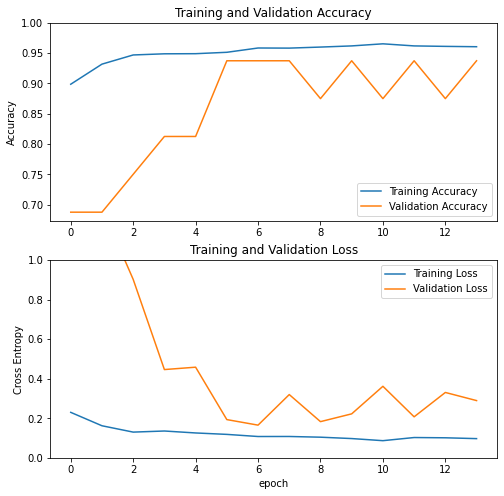 Training and Validation Accuracy
1.00
0.95
0.90
0.85
0.80
0.75
0.70
Accuracy
Training Accuracy
Validation Accuracy
0 2 4 6 8 10 12
Training and Validation Loss
1.0
0.8
0.6
0.4
0.2
0.0
Cross Entropy
Training Loss
Validation Loss
0 2 4 6 8 10 12
epoch